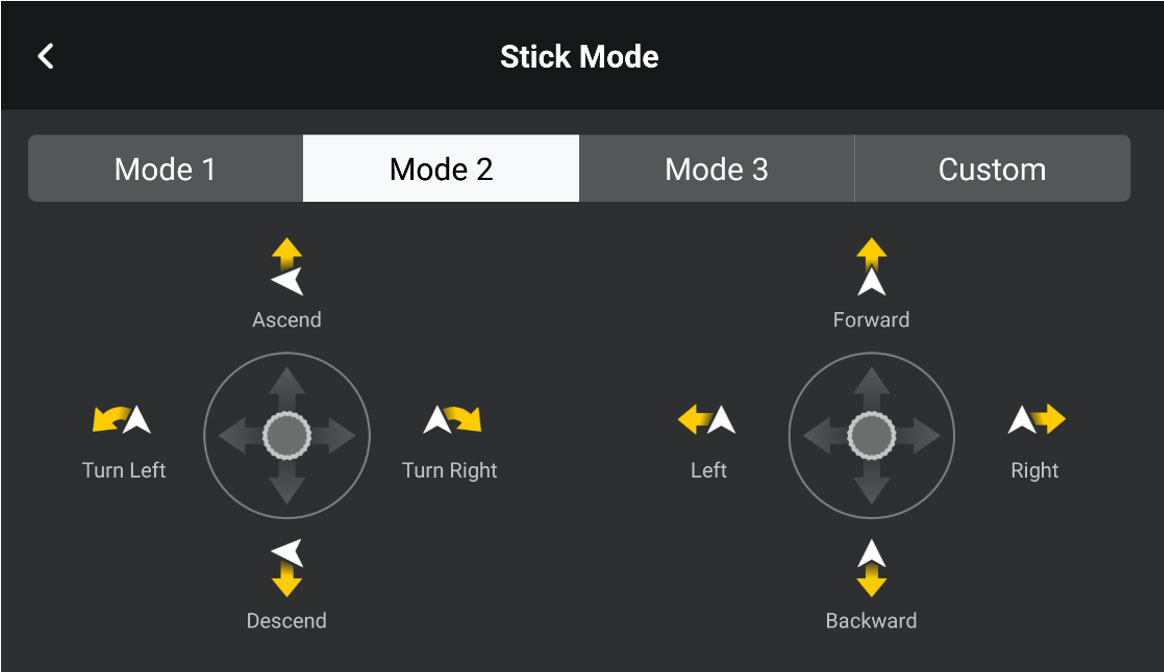 Stick Mode
Mode 1
Mode 2
Mode 3
Custom
Ascend
Forward
Turn Left
Turn Right
Left
Right
Descend
Backward